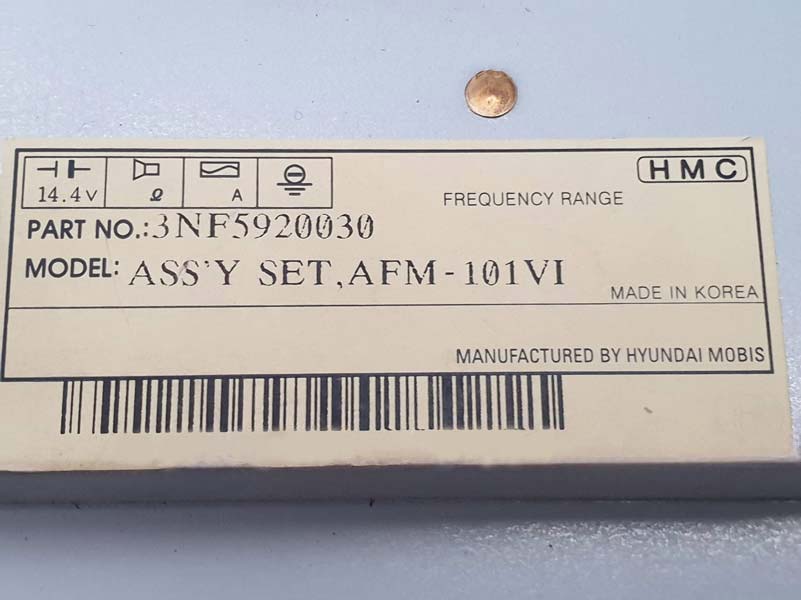 HMC
14.4V Ω A
FREQUENCY RANGE
PART NO.:3NF5920030
MODEL: ASS'Y SET,AFM-101VI
MADE IN KOREA
MANUFACTURED BY HYUNDAI MOBIS